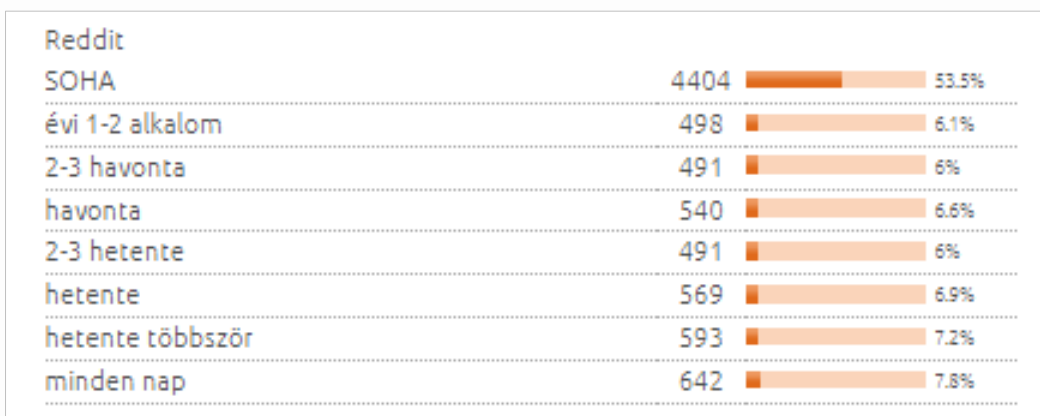 Reddit
SOHA 4404 53.5%
évi 1-2 alkalom 498 6.1%
2-3 havonta 491 6%
havonta 540 6.6%
2-3 hetente 491 6%
hetente 569 6.9%
hetente többször 593 7.2%
minden nap 642 7.8%